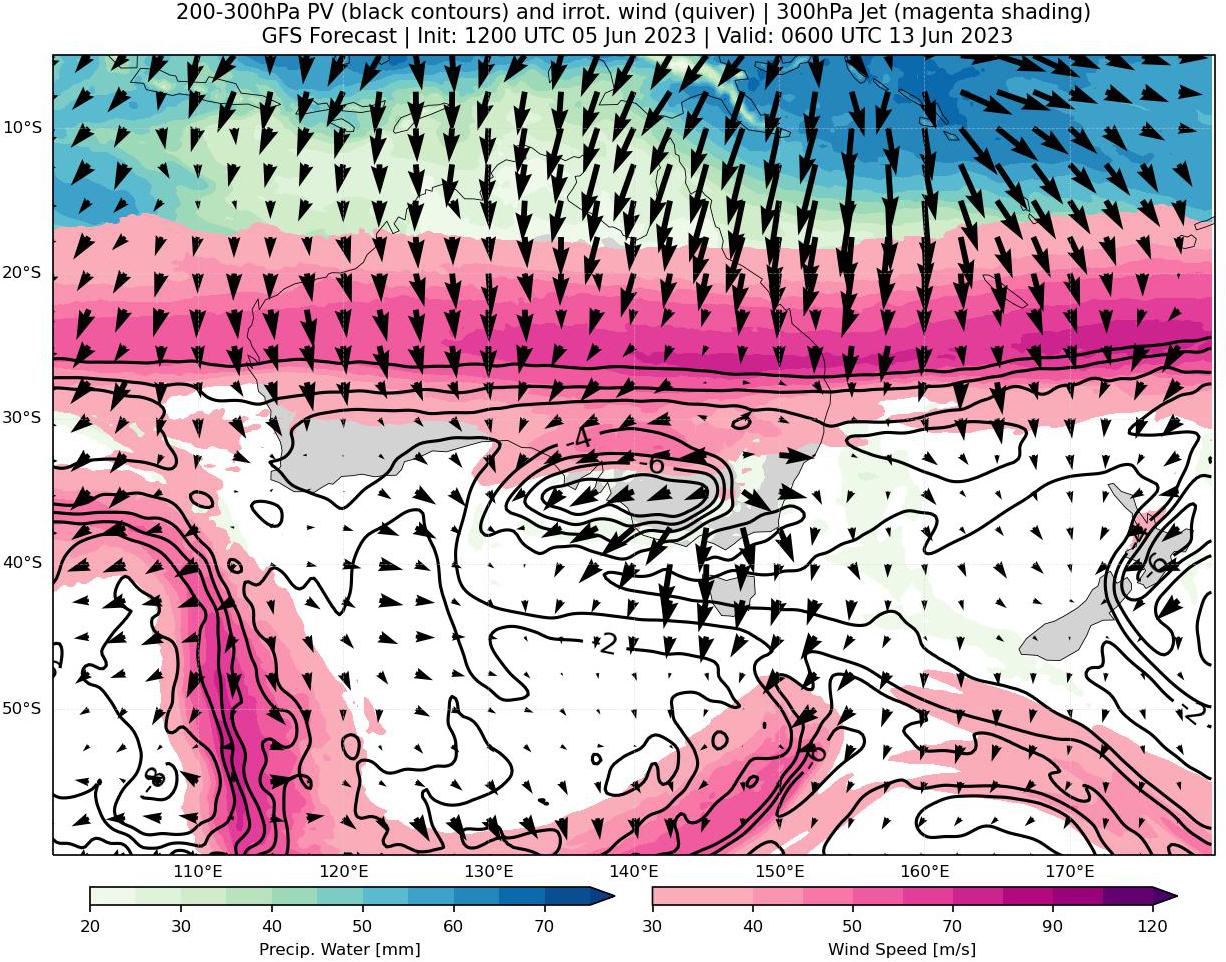 200-300hPa PV (black contours) and irrot. wind (quiver) | 300hPa Jet (magenta shading)
GFS Forecast | Init: 1200 UTC 05 Jun 2023 | Valid: 0600 UTC 13 Jun 2023
10°S
20°S
30°S
-4
-6
40°S
-6
-2
50°S
-6
-8
110°E 120°E 130°E 140°E 150°E 160°E 170°E
20 30 40 50 60 70
Precip. Water [mm]
30 40 50 70 90 120
Wind Speed [m/s]